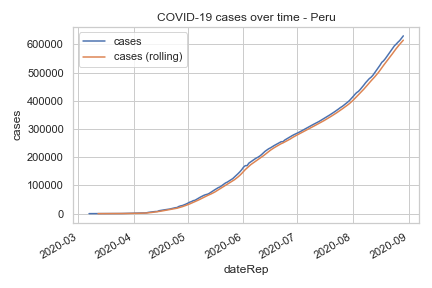 COVID-19 cases over time - Peru
cases
cases (rolling)
600000
500000
400000
300000
200000
100000
0
cases
2020-03
2020-04
2020-05
2020-06
2020-07
2020-08
2020-09
dateRep